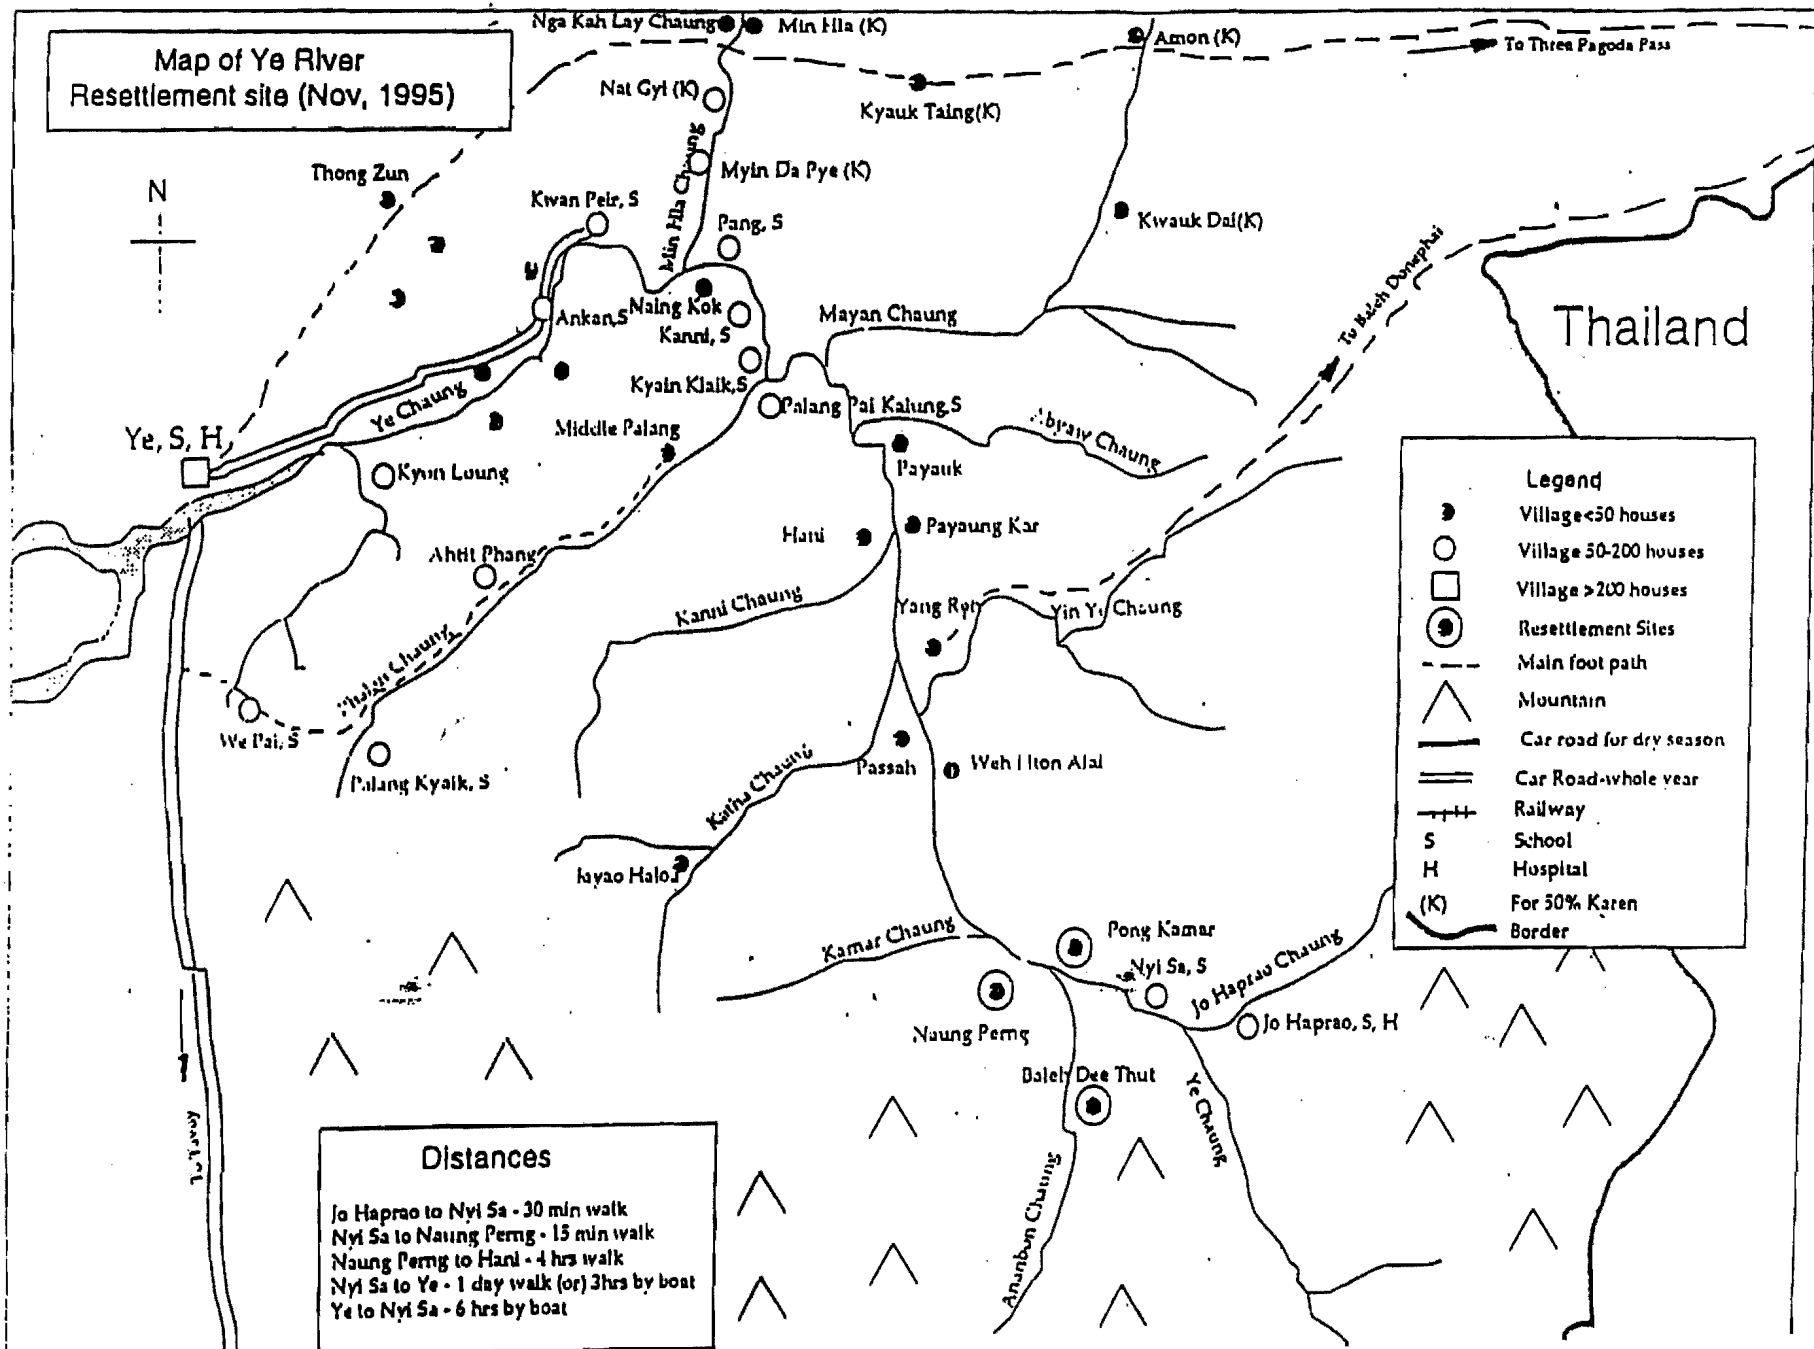 Map of Ye River
Resettlement site (Nov, 1995)
N
Nga Kah Lay Chaung
Min Hla (K)
Amon (K)
To Three Pagoda Pass
Nat Gyi (K)
Kyauk Taing(K)
Thong Zun
Min Hla Chaung
Myin Da Pye (K)
Kwan Peir, S
Pang, S
Kwauk Dai(K)
To Baleh Donephai
Thailand
Ankan,S
Naing Kok
Kanni, S
Mayan Chaung
Kyain Klaik,S
Palang Pai Kalung,S
Ye Chaung
Middle Palang
Abyaw Chaung
Ye, S, H
Payauk
Kyun Loung
Hani
Payaung Kar
Ahtit Phang
Kanni Chaung
Yin Ye Chaung
We Pai, S
Palang Kyaik, S
Passah
Weh Hton Alai
Katha Chaung
Kamar Chaung
Pong Kamar
Nyi Sa, S
Jo Haprao Chaung
Jo Haprao, S, H
Naung Perng
Baleh Dee Thut
Ye Chaung
Ananbon Chaung
Legend
Village<50 houses
Village 50-200 houses
Village >200 houses
Resettlement Sites
Main foot path
Mountain
Car road for dry season
Car Road-whole year
Railway
S School
H Hospital
(K) For 50% Karen
Border
Distances
Jo Haprao to Nyi Sa - 30 min walk
Nyi Sa to Naung Perng - 15 min walk
Naung Perng to Hani - 4 hrs walk
Nyi Sa to Ye - 1 day walk (or) 3hrs by boat
Ye to Nyi Sa - 6 hrs by boat